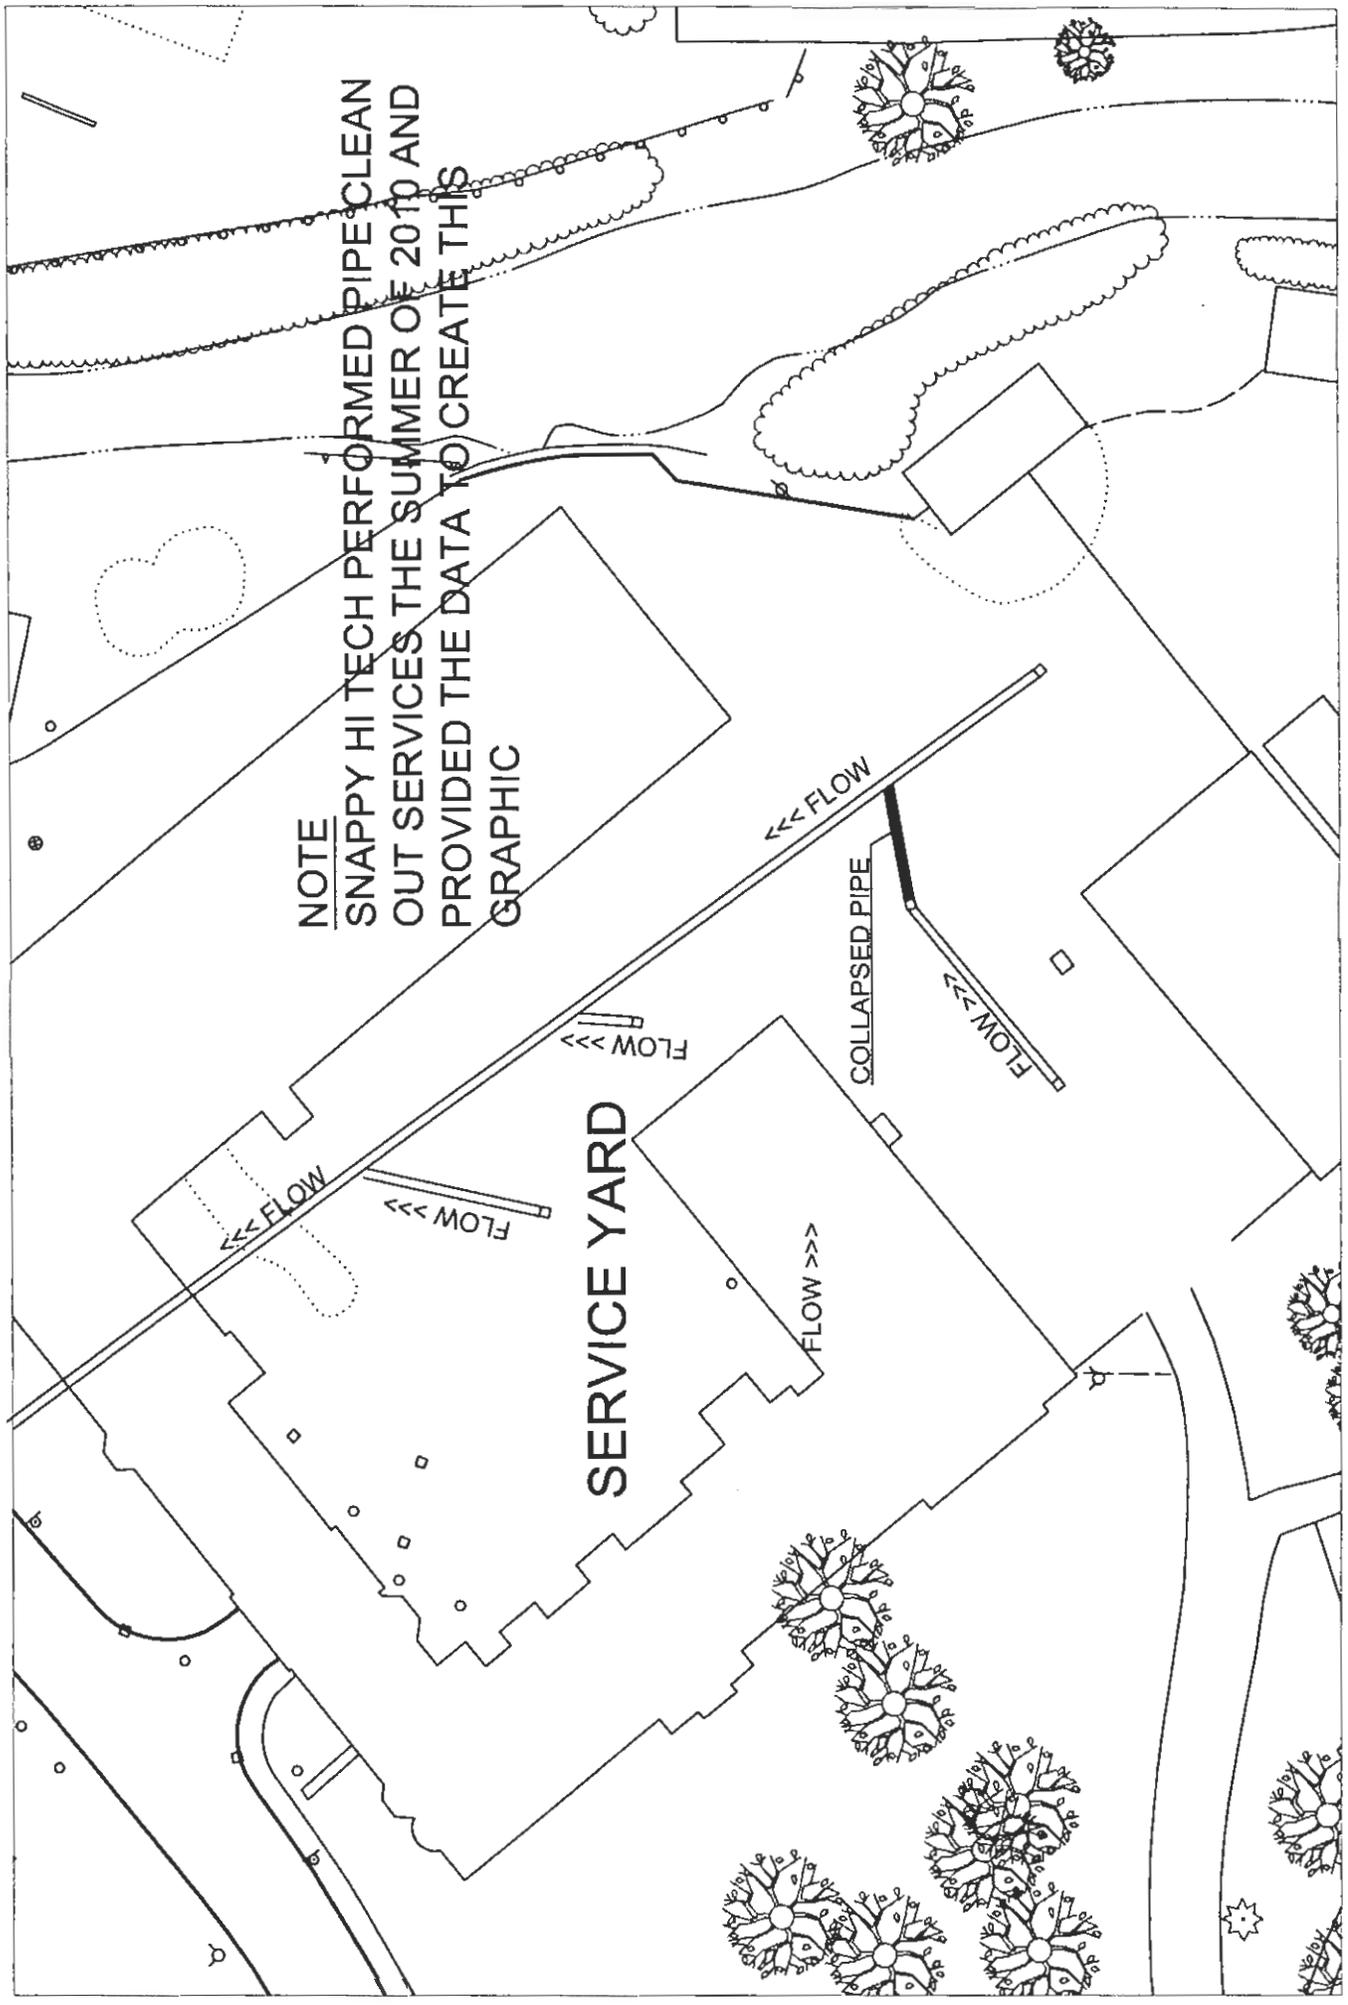 NOTE
SNAPPY HI TECH PERFORMED PIPE CLEAN
OUT SERVICES THE SUMMER OF 2010 AND
PROVIDED THE DATA TO CREATE THIS
GRAPHIC
<<< FLOW
COLLAPSED PIPE
FLOW >>>
FLOW >>>
SERVICE YARD
<<< FLOW
FLOW >>>
FLOW >>>